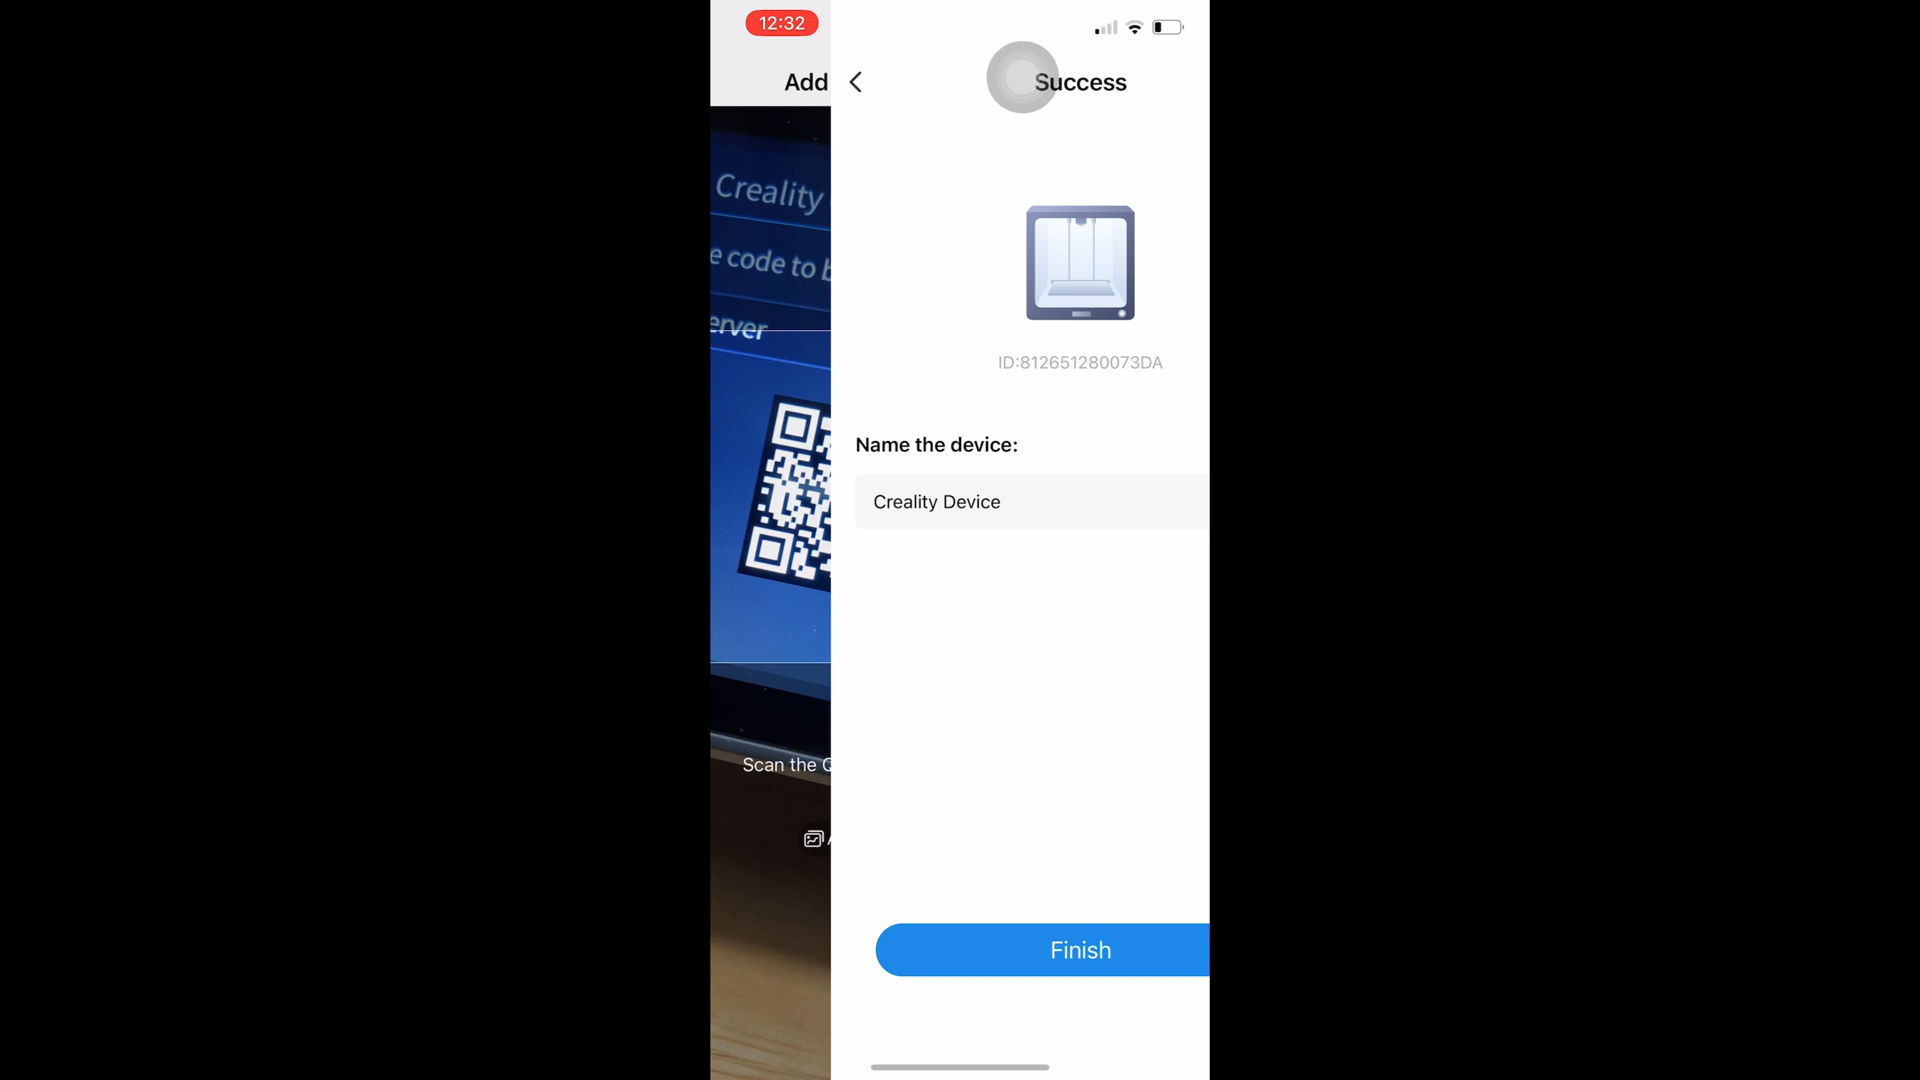 12:32
Add
Success
Creality
e code to b
erver
ID:812651280073DA
Name the device:
Creality Device
Scan the Q
Finish